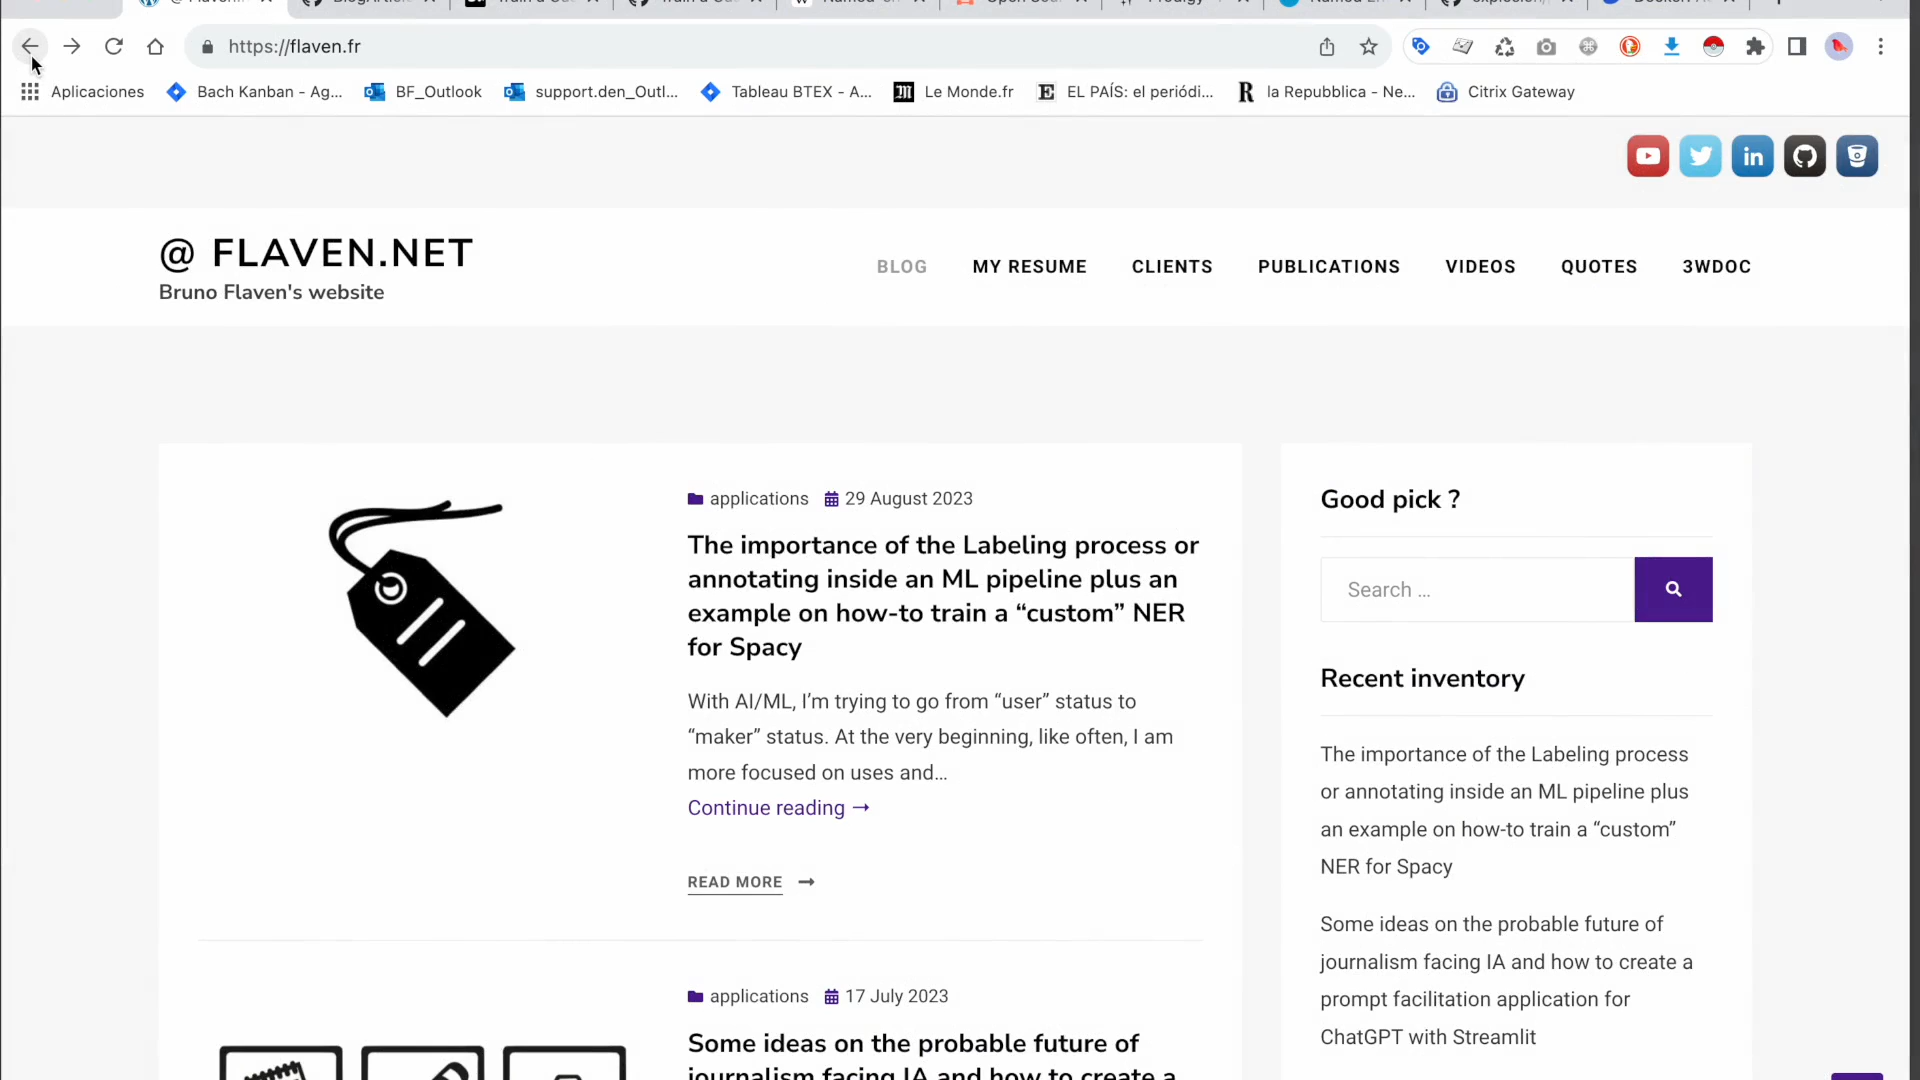 https://flaven.fr
Aplicaciones
Bach Kanban - Ag...
BF_Outlook
support.den_Outl...
Tableau BTEX - A...
Le Monde.fr
EL PAÍS: el periódi...
la Repubblica - Ne...
Citrix Gateway
@ FLAVEN.NET
Bruno Flaven's website
BLOG
MY RESUME
CLIENTS
PUBLICATIONS
VIDEOS
QUOTES
3WDOC
applications 29 August 2023
The importance of the Labeling process or
annotating inside an ML pipeline plus an
example on how-to train a “custom” NER
for Spacy
With AI/ML, I’m trying to go from “user” status to
“maker” status. At the very beginning, like often, I am
more focused on uses and…
Continue reading →
READ MORE →
applications 17 July 2023
Some ideas on the probable future of
journalism facing IA and how to create a
Good pick ?
Search …
Recent inventory
The importance of the Labeling process
or annotating inside an ML pipeline plus
an example on how-to train a “custom”
NER for Spacy
Some ideas on the probable future of
journalism facing IA and how to create a
prompt facilitation application for
ChatGPT with Streamlit